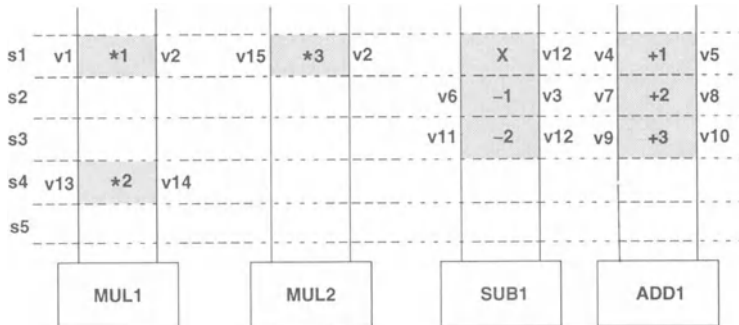 s1 v1 *1 v2 v15 *3 v2 X v12 v4 +1 v5
s2 v6 −1 v3 v7 +2 v8
s3 v11 −2 v12 v9 +3 v10
s4 v13 *2 v14
s5
MUL1 MUL2 SUB1 ADD1